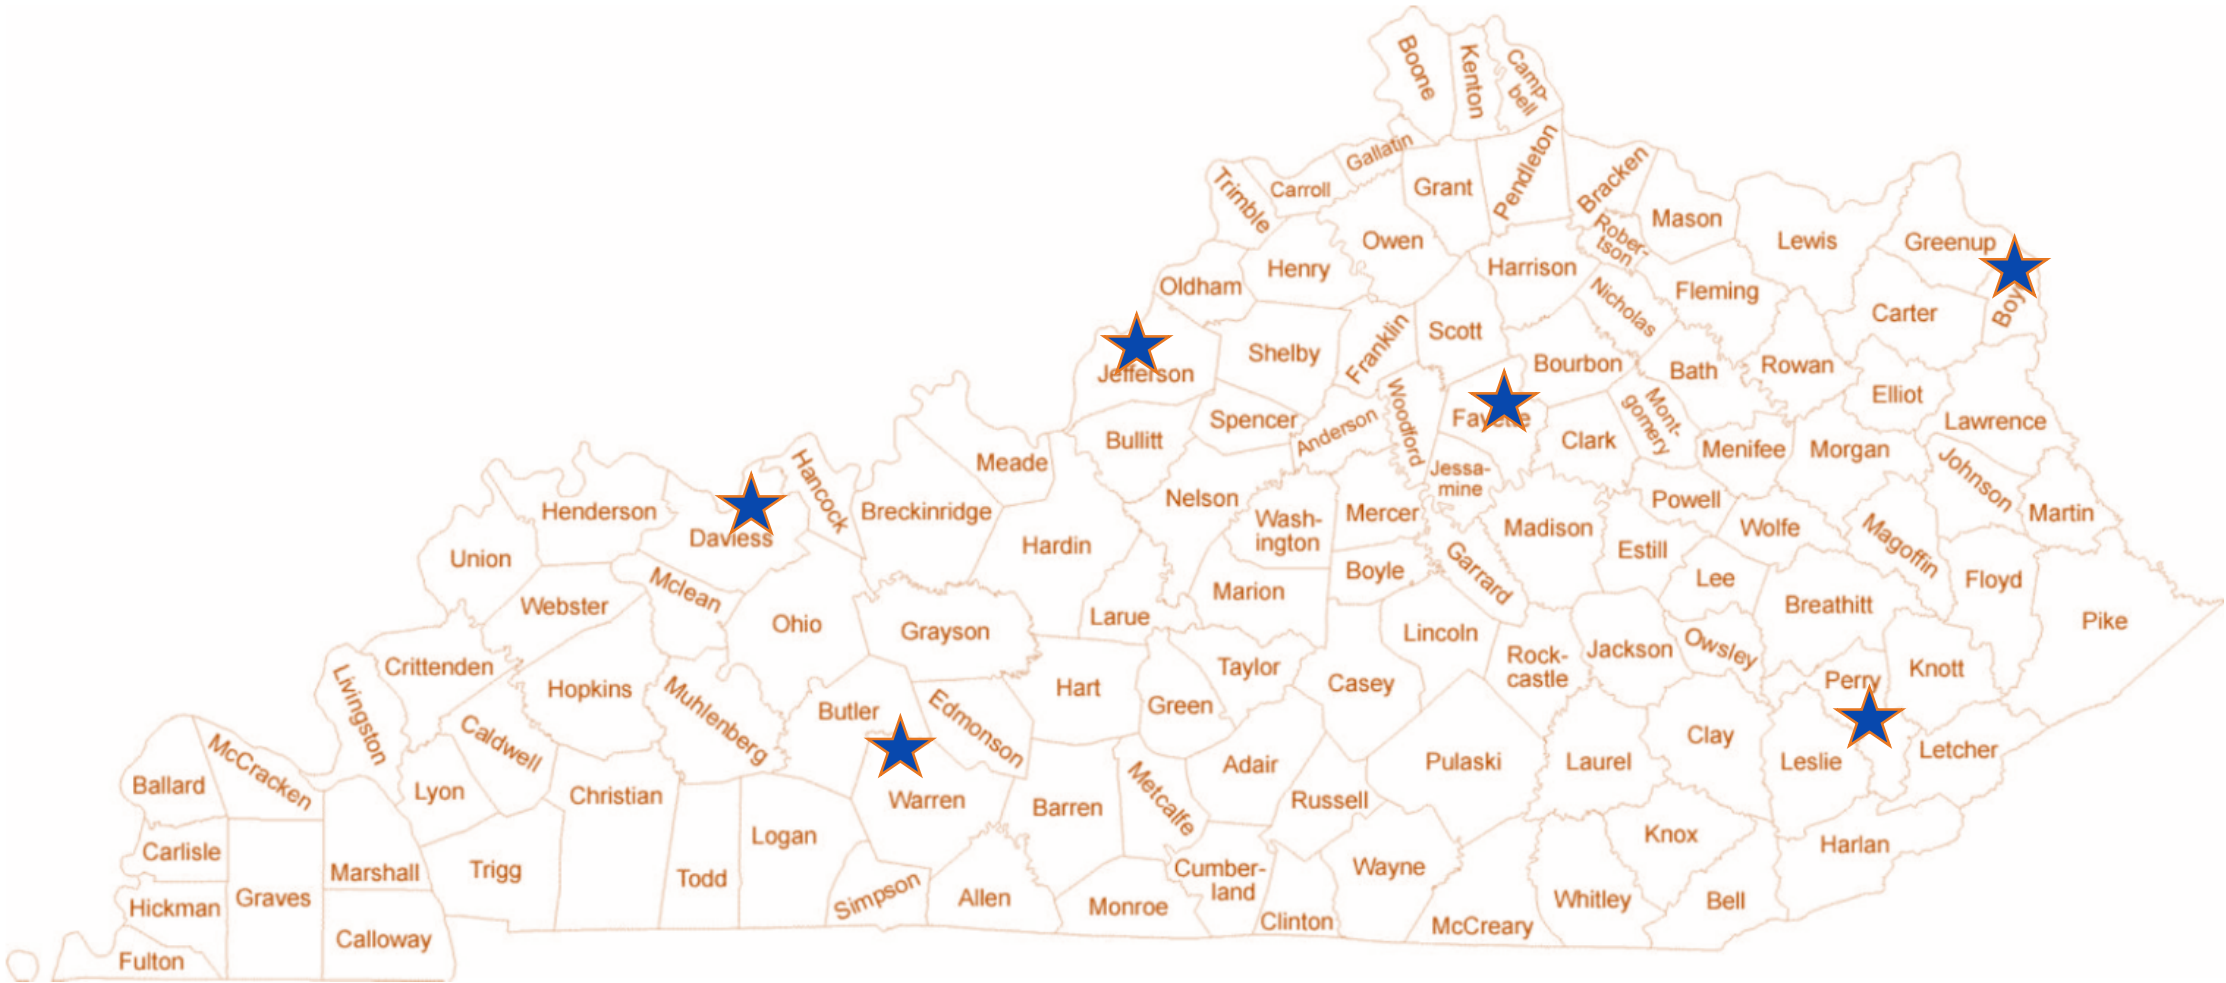 Boone
Kenton
Camp-
bell
Gallatin
Carroll
Trimble
Grant
Pendleton
Bracken
Mason
Rober-
tson
Lewis
Greenup
Owen
Henry
Oldham
Harrison
Nicholas
Fleming
Carter
Boy
Scott
Franklin
Shelby
Jefferson
Bourbon
Bath
Rowan
Elliot
Lawrence
Fayette
Woodford
Anderson
Spencer
Bullitt
Clark
Mont-
gomery
Menifee
Morgan
Johnson
Martin
Meade
Hancock
Breckinridge
Henderson
Daviess
Union
Nelson
Wash-
ington
Mercer
Jessa-
mine
Madison
Powell
Wolfe
Magoffin
Estill
Garrard
Hardin
Mclean
Webster
Boyle
Marion
Larue
Lee
Breathitt
Floyd
Pike
Ohio
Grayson
Lincoln
Rock-
castle
Jackson
Owsley
Crittenden
Livingston
Hopkins
Muhlenberg
Butler
Edmonson
Hart
Green
Taylor
Casey
Perry
Knott
Caldwell
Lyon
Christian
Ballard
McCracken
Warren
Barren
Metcalfe
Adair
Russell
Pulaski
Laurel
Clay
Leslie
Letcher
Carlisle
Marshall
Trigg
Todd
Logan
Simpson
Allen
Monroe
Cumber-
land
Clinton
Wayne
McCreary
Whitley
Knox
Bell
Harlan
Hickman
Graves
Calloway
Fulton